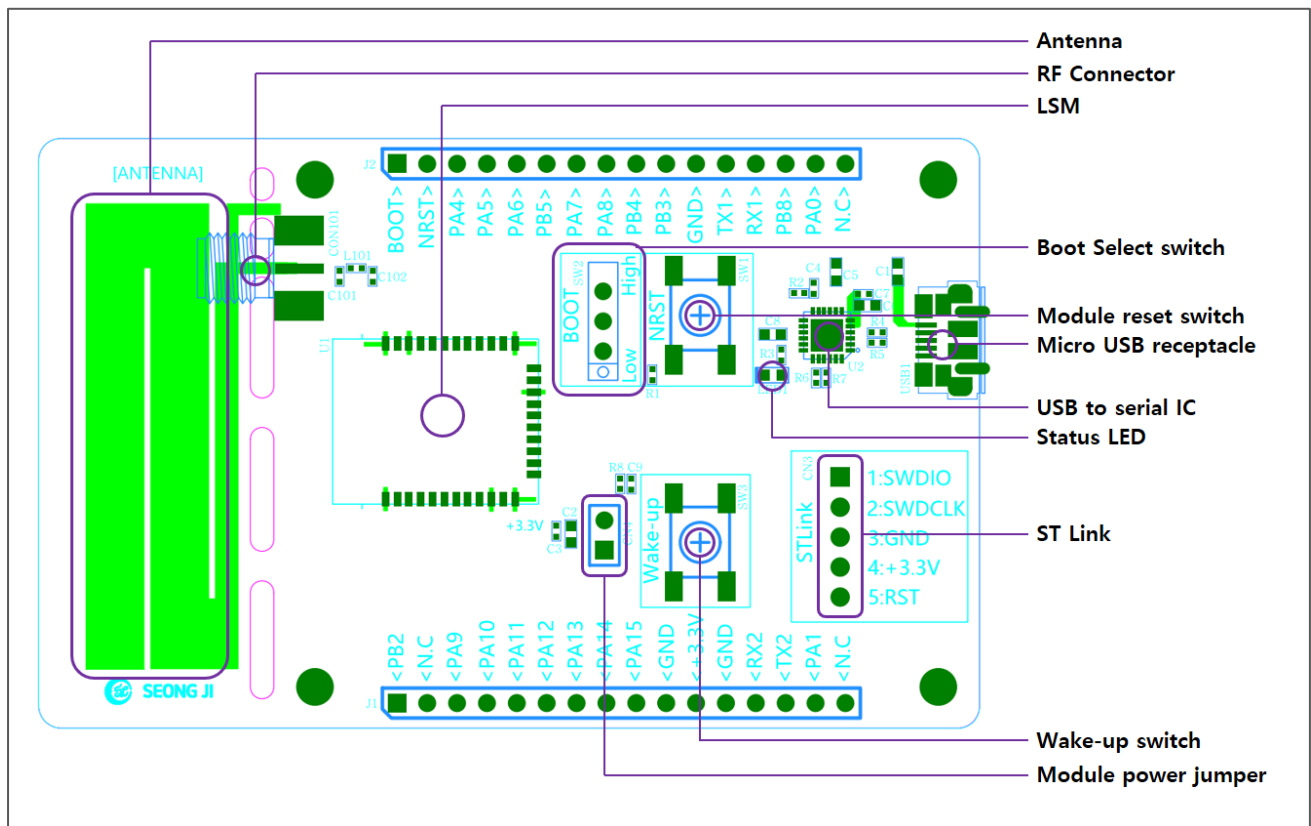 Antenna
RF Connector
LSM
[ANTENNA]
J2
BOOT>
NRST>
PA4>
PA5>
PA6>
PB5>
PA7>
PA8>
PB4>
PB3>
GND>
TX1>
RX1>
PB8>
PA0>
N.C>
CON101
L101
C101
C102
Boot Select switch
SW2
BOOT
High
Low
SW1
NRST
R1
Module reset switch
Micro USB receptacle
C4
C5
C1
R2
C7
C8
R4
R5
R3
U2
R6
R7
USB1
U1
USB to serial IC
Status LED
CN3
STLink
1:SWDIO
2:SWDCLK
3:GND
4:+3.3V
5:RST
ST Link
R8
C9
+3.3V
C2
C3
SW3
Wake-up
J1
<PB2
<N.C
<PA9
<PA10
<PA11
<PA12
<PA13
<PA14
<PA15
<GND
<+3.3V
<GND
<RX2
<TX2
<PA1
<N.C
SEONG JI
Wake-up switch
Module power jumper